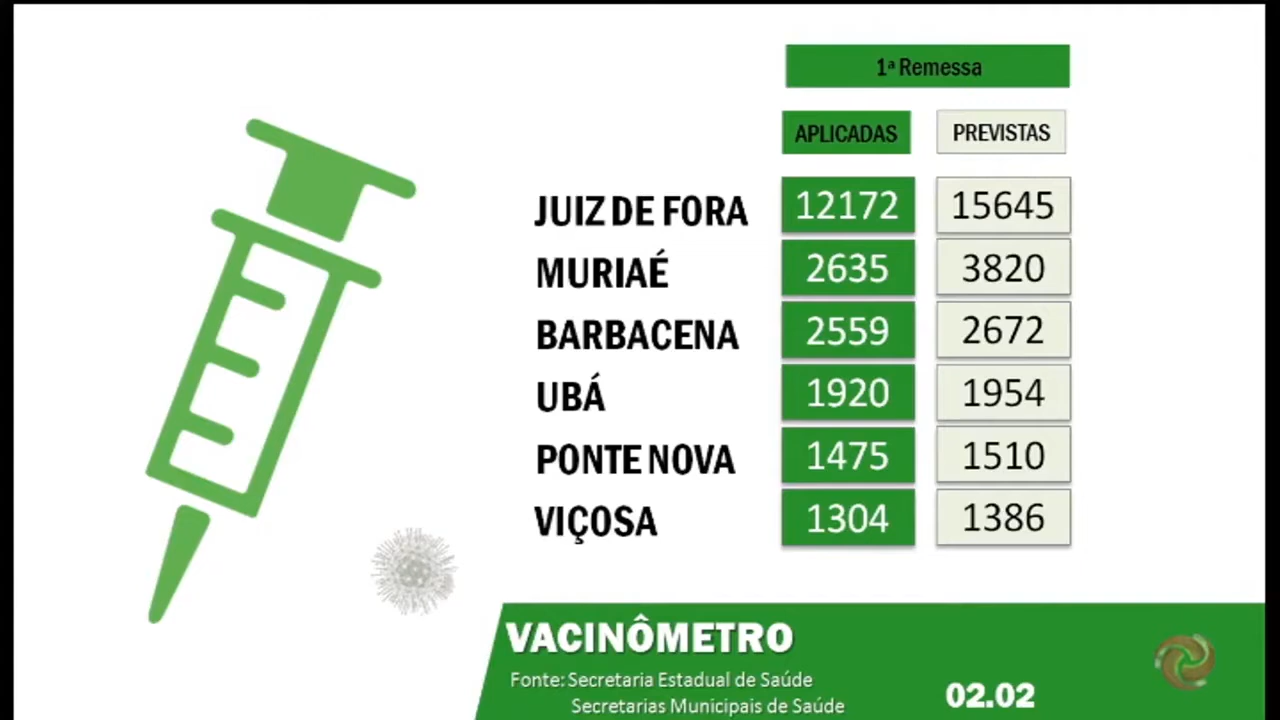 1ª Remessa
APLICADAS PREVISTAS
JUIZ DE FORA 12172 15645
MURIAÉ 2635 3820
BARBACENA 2559 2672
UBÁ 1920 1954
PONTE NOVA 1475 1510
VIÇOSA 1304 1386
VACINÔMETRO
Fonte: Secretaria Estadual de Saúde
Secretarias Municipais de Saúde
02.02